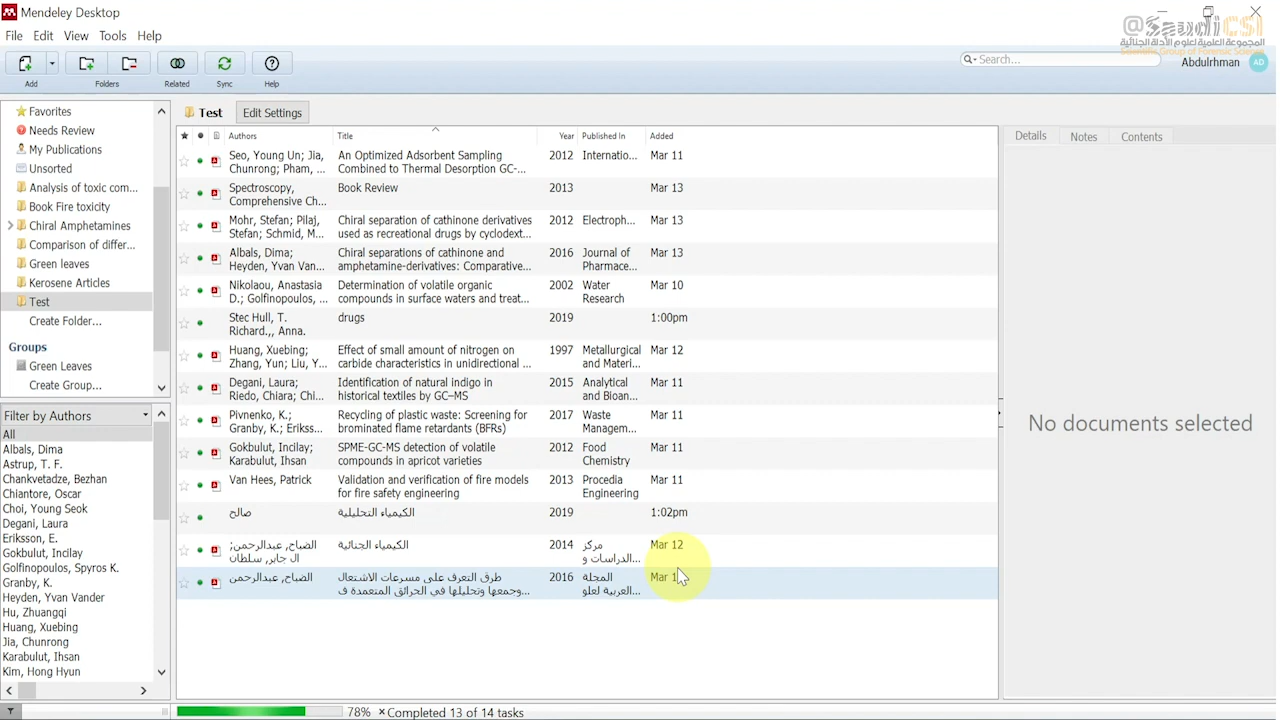 Mendeley Desktop
@SaudiCSI
المجموعة العلمية لعلوم الأدلة الجنائية
Scientific Group of Forensic Science
File Edit View Tools Help
Add Folders Related Sync Help
Search...
Abdulrhman AD
Favorites
Needs Review
My Publications
Unsorted
Analysis of toxic com...
Book Fire toxicity
Chiral Amphetamines
Comparison of differ...
Green leaves
Kerosene Articles
Test
Create Folder...
Groups
Green Leaves
Create Group...
Filter by Authors
All
Albals, Dima
Astrup, T. F.
Chankvetadze, Bezhan
Chiantore, Oscar
Choi, Young Seok
Degani, Laura
Eriksson, E.
Gokbulut, Incilay
Golfinopoulos, Spyros K.
Granby, K.
Heyden, Yvan Vander
Hu, Zhuangqi
Huang, Xuebing
Jia, Chunrong
Karabulut, Ihsan
Kim, Hong Hyun
Test Edit Settings
Authors Title Year Published In Added
Seo, Young Un; Jia, An Optimized Adsorbent Sampling 2012 Internatio... Mar 11
Chunrong; Pham, ... Combined to Thermal Desorption GC-...
Spectroscopy, Book Review 2013 Mar 13
Comprehensive Ch...
Mohr, Stefan; Pilaj, Chiral separation of cathinone derivatives 2012 Electroph... Mar 13
Stefan; Schmid, M... used as recreational drugs by cyclodext...
Albals, Dima; Chiral separations of cathinone and 2016 Journal of Mar 13
Heyden, Yvan Van... amphetamine-derivatives: Comparative... Pharmace...
Nikolaou, Anastasia Determination of volatile organic 2002 Water Mar 10
D.; Golfinopoulos, ... compounds in surface waters and treat... Research
Stec Hull, T. drugs 2019 1:00pm
Richard.,, Anna.
Huang, Xuebing; Effect of small amount of nitrogen on 1997 Metallurgical Mar 12
Zhang, Yun; Liu, Y... carbide characteristics in unidirectional ... and Materi...
Degani, Laura; Identification of natural indigo in 2015 Analytical Mar 11
Riedo, Chiara; Chi... historical textiles by GC–MS and Bioan...
Pivnenko, K.; Recycling of plastic waste: Screening for 2017 Waste Mar 11
Granby, K.; Erikss... brominated flame retardants (BFRs) Managem...
Gokbulut, Incilay; SPME-GC-MS detection of volatile 2012 Food Mar 11
Karabulut, Ihsan compounds in apricot varieties Chemistry
Van Hees, Patrick Validation and verification of fire models 2013 Procedia Mar 11
for fire safety engineering Engineering
صالح الكيمياء التحليلية 2019 1:02pm
الضباح, عبدالرحمن; الكيمياء الجنائية 2014 مركز Mar 12
ال جابر, سلطان الدراسات و...
الضباح, عبدالرحمن طرق التعرف على مسرعات الاشتعال 2016 المجلة Mar 1
وجمعها وتحليلها في الحرائق المتعمدة ف... العربية لعلو...
Details Notes Contents
No documents selected
78% Completed 13 of 14 tasks